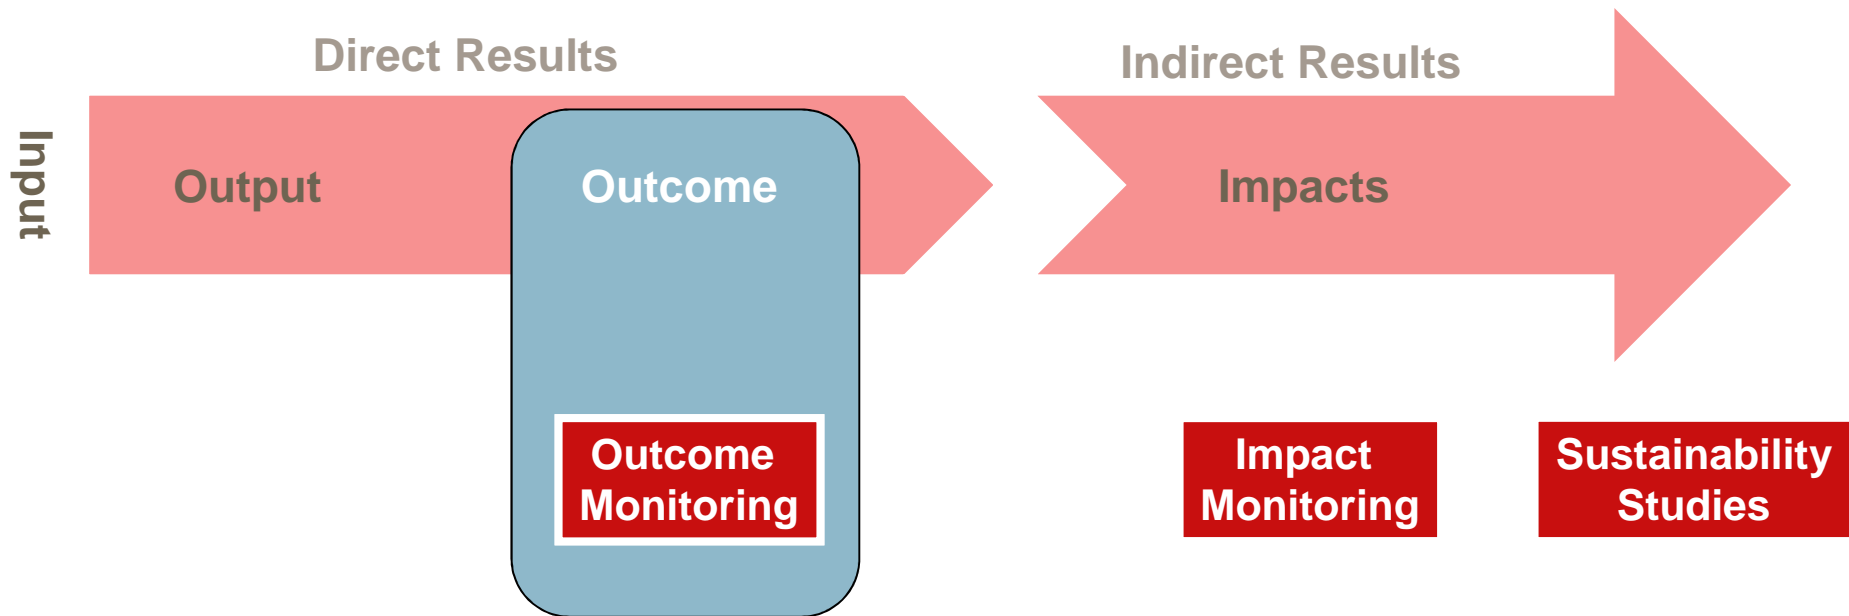 Direct Results
Indirect Results
Input
Output
Outcome
Impacts
Outcome
Monitoring
Impact
Monitoring
Sustainability
Studies